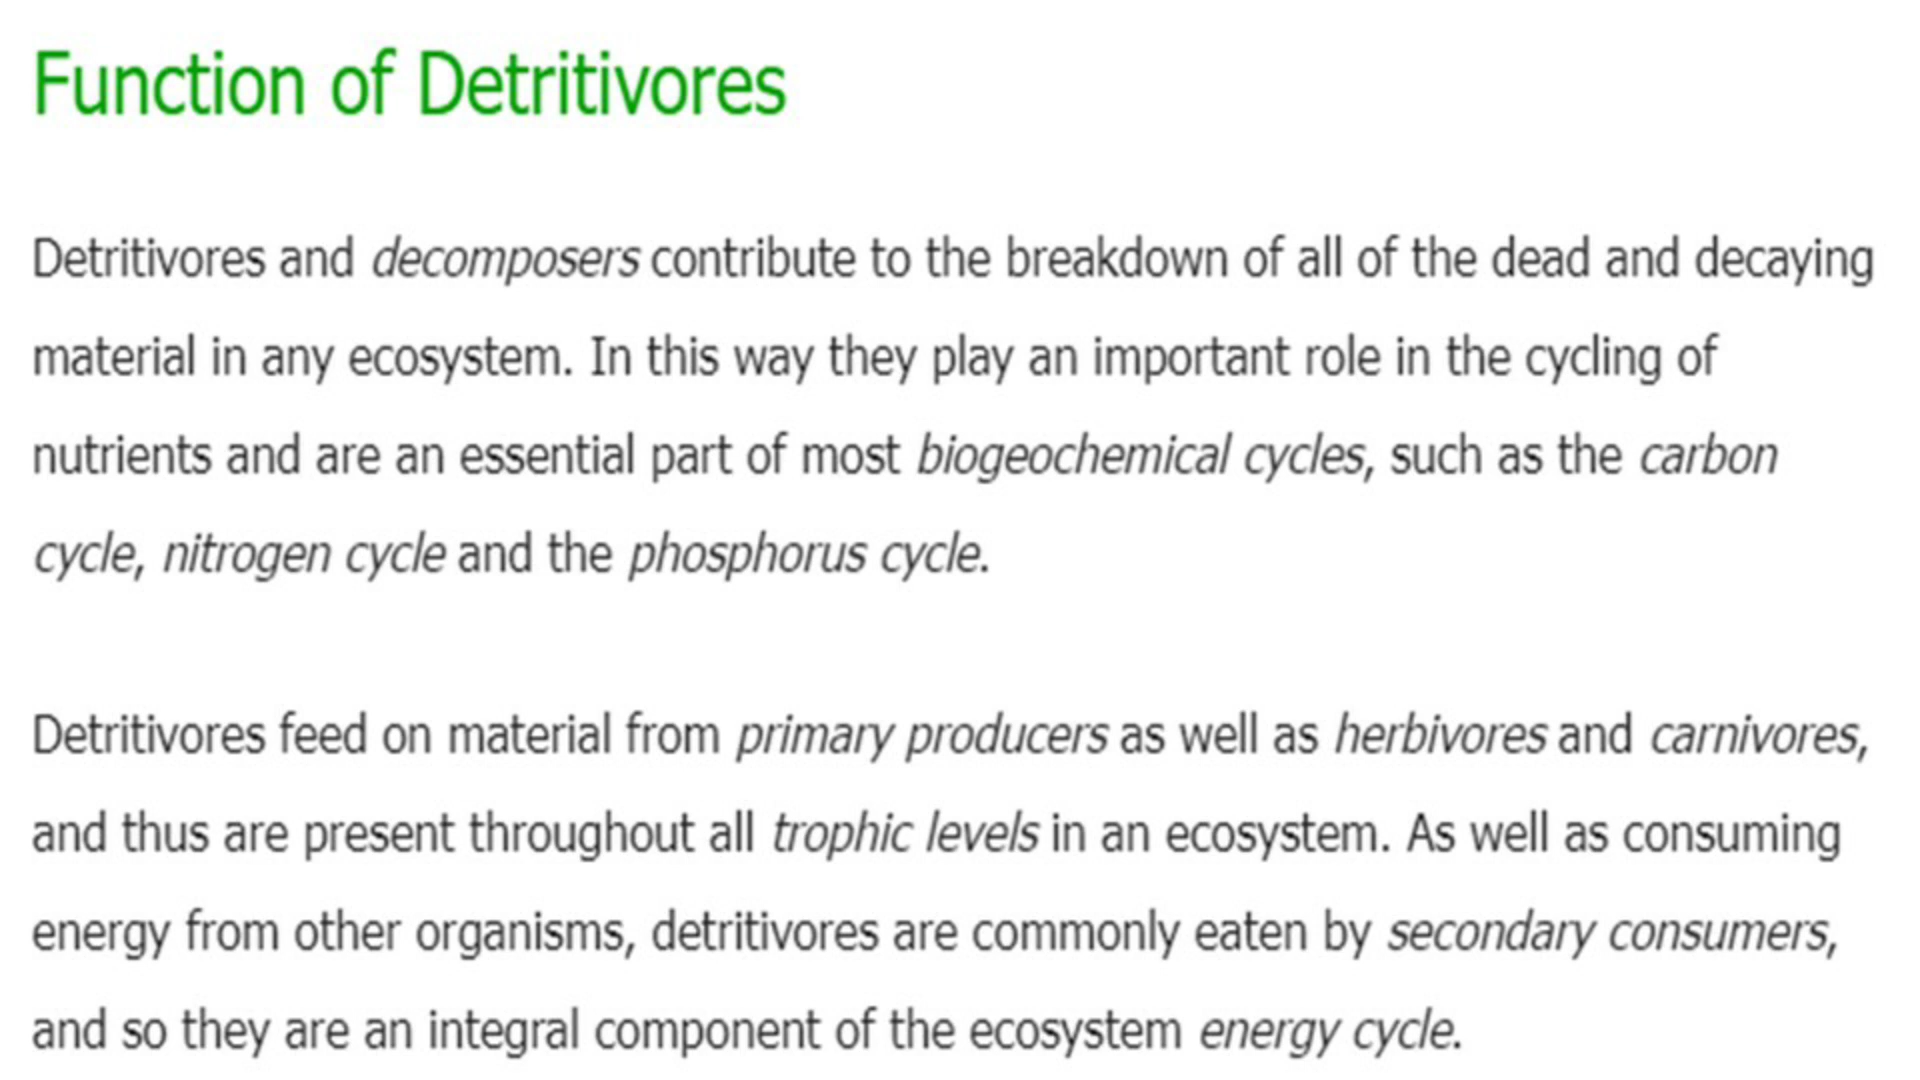 Function of Detritivores
Detritivores and decomposers contribute to the breakdown of all of the dead and decaying
material in any ecosystem. In this way they play an important role in the cycling of
nutrients and are an essential part of most biogeochemical cycles, such as the carbon
cycle, nitrogen cycle and the phosphorus cycle.
Detritivores feed on material from primary producers as well as herbivores and carnivores,
and thus are present throughout all trophic levels in an ecosystem. As well as consuming
energy from other organisms, detritivores are commonly eaten by secondary consumers,
and so they are an integral component of the ecosystem energy cycle.